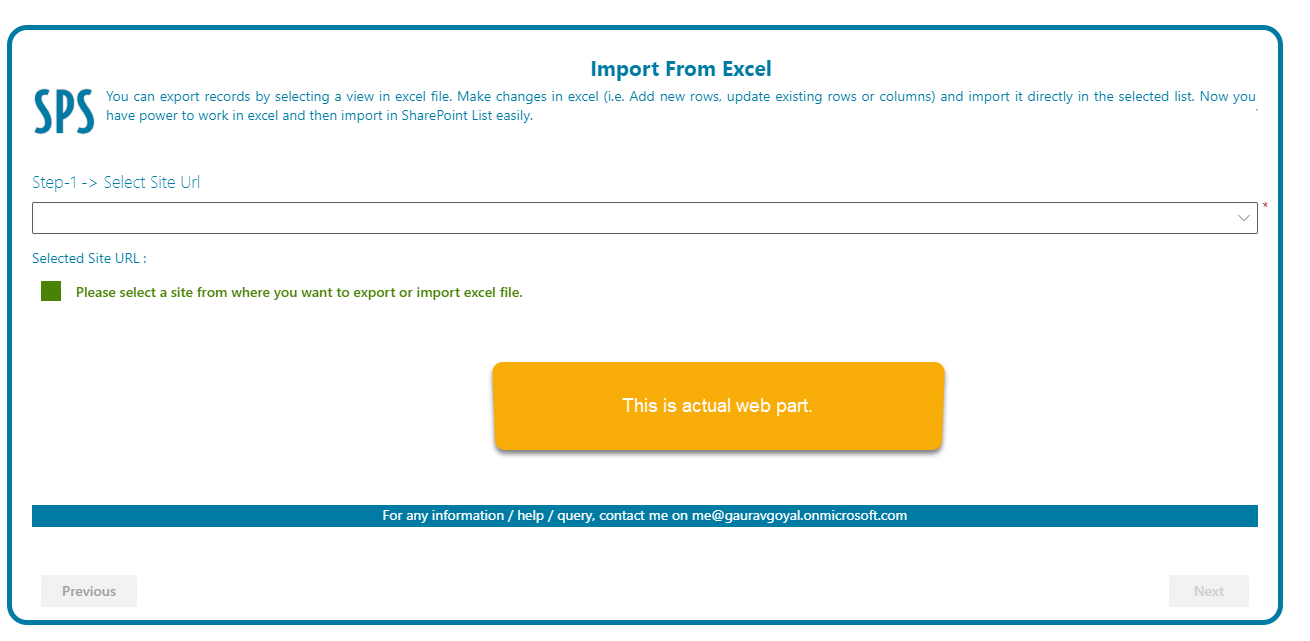 Import From Excel
SPS
You can export records by selecting a view in excel file. Make changes in excel (i.e. Add new rows, update existing rows or columns) and import it directly in the selected list. Now you
have power to work in excel and then import in SharePoint List easily.
Step-1 -> Select Site Url
*
Selected Site URL :
Please select a site from where you want to export or import excel file.
This is actual web part.
For any information / help / query, contact me on me@gauravgoyal.onmicrosoft.com
Previous
Next